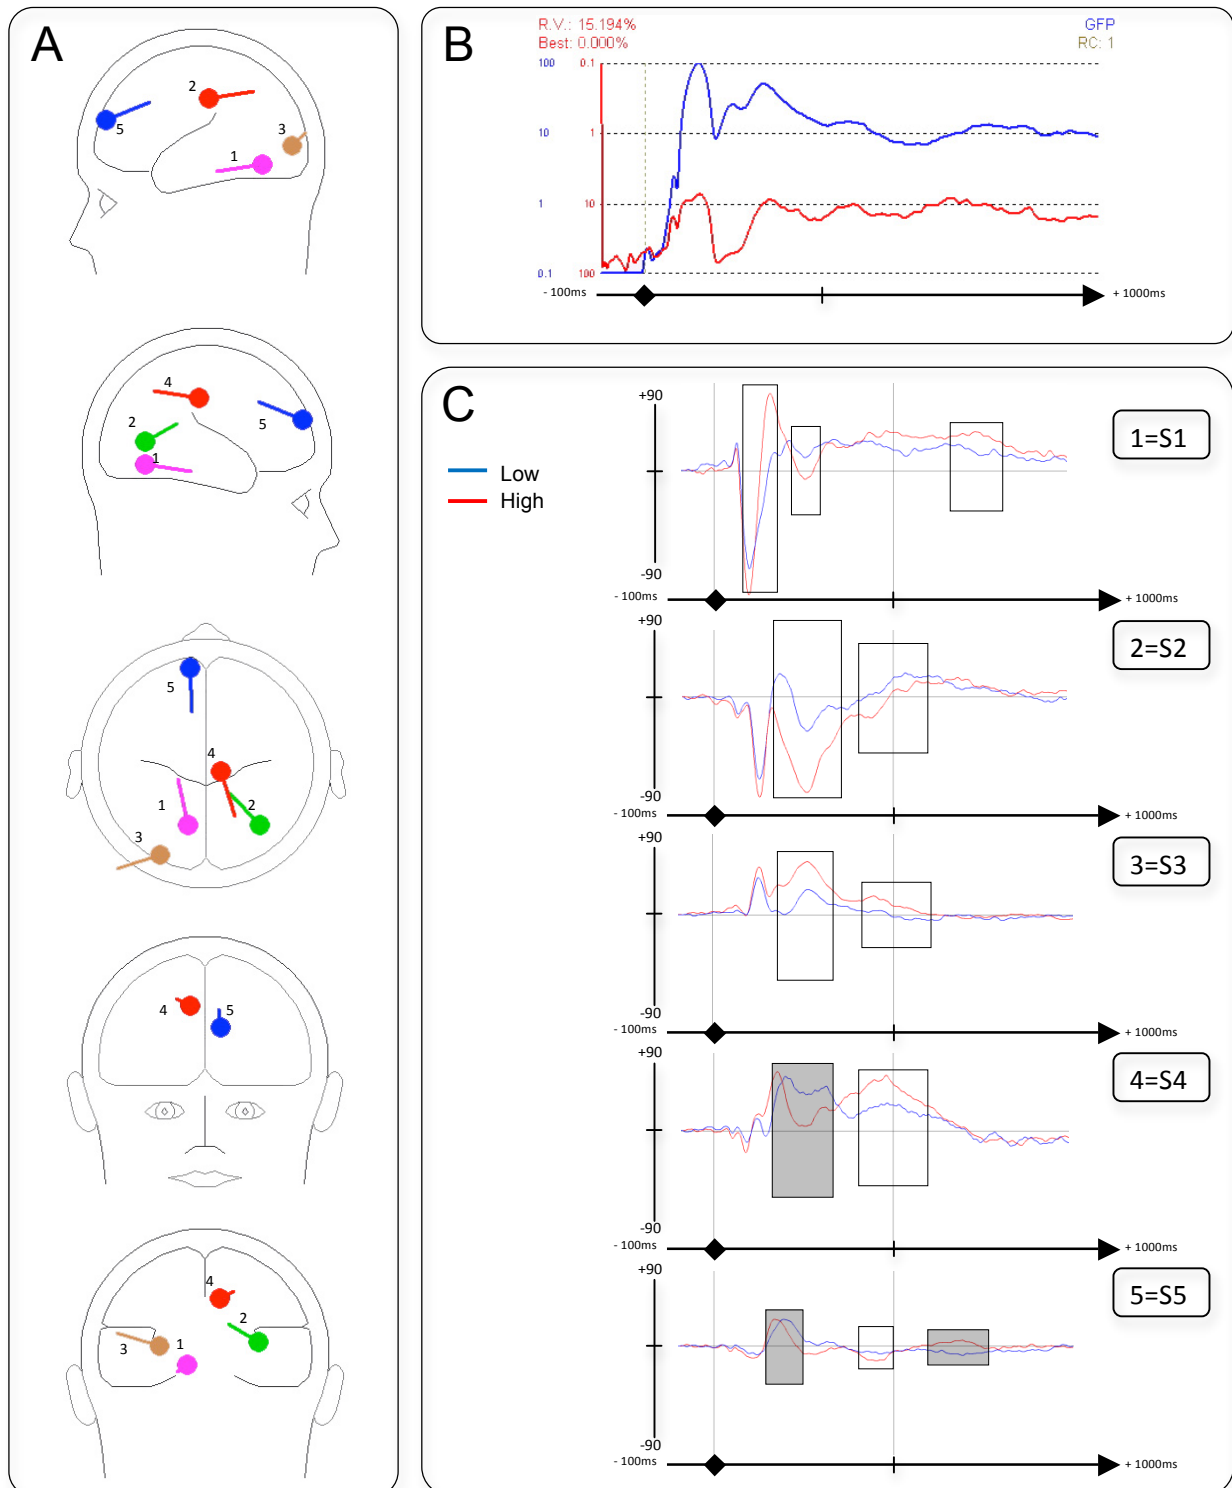 A
2
5
3
1
4
2
5
1
5
4
1
2
3
4
5
4
2
3
1
B
R.V.: 15.194%
GFP
Best: 0.000%
RC: 1
100 0.1
10 1
1 10
0.1 100
- 100ms
+ 1000ms
C
Low
High
+90
-90
- 100ms
+ 1000ms
1=S1
+90
-90
- 100ms
+ 1000ms
2=S2
+90
-90
- 100ms
+ 1000ms
3=S3
+90
-90
- 100ms
+ 1000ms
4=S4
+90
-90
- 100ms
+ 1000ms
5=S5